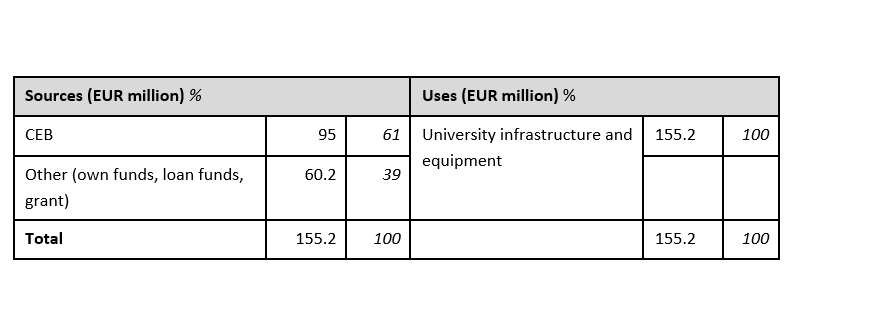 Sources (EUR million) % Uses (EUR million) %
CEB 95 61 University infrastructure and 155.2 100
equipment
Other (own funds, loan funds, 60.2 39
grant)
Total 155.2 100 155.2 100